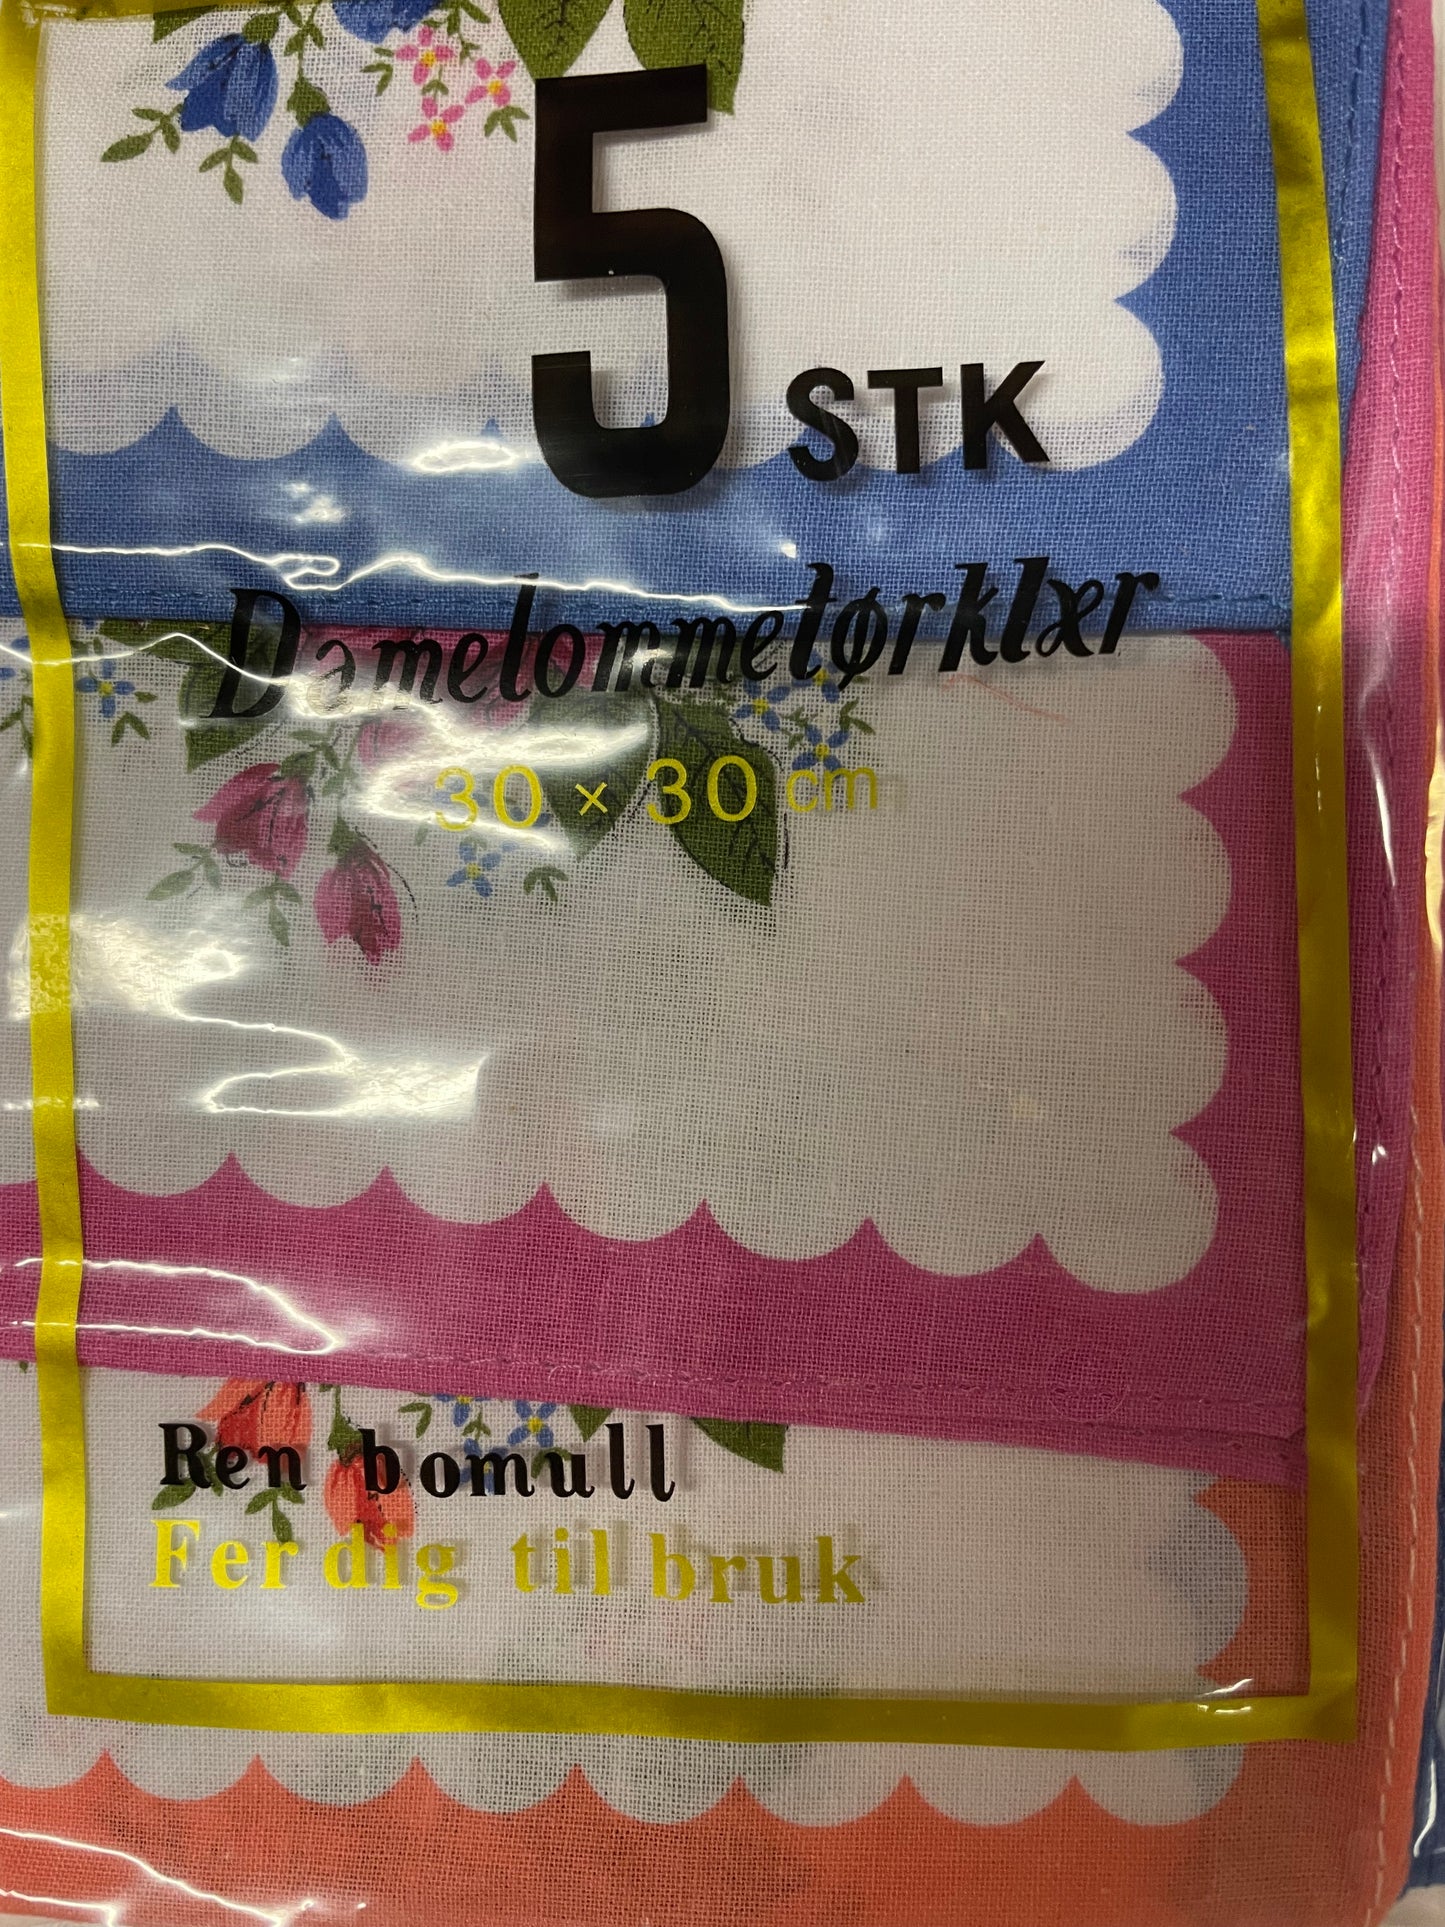 5 STK
Damelommetørklær
30 × 30 cm
Ren bomull
Ferdig til bruk